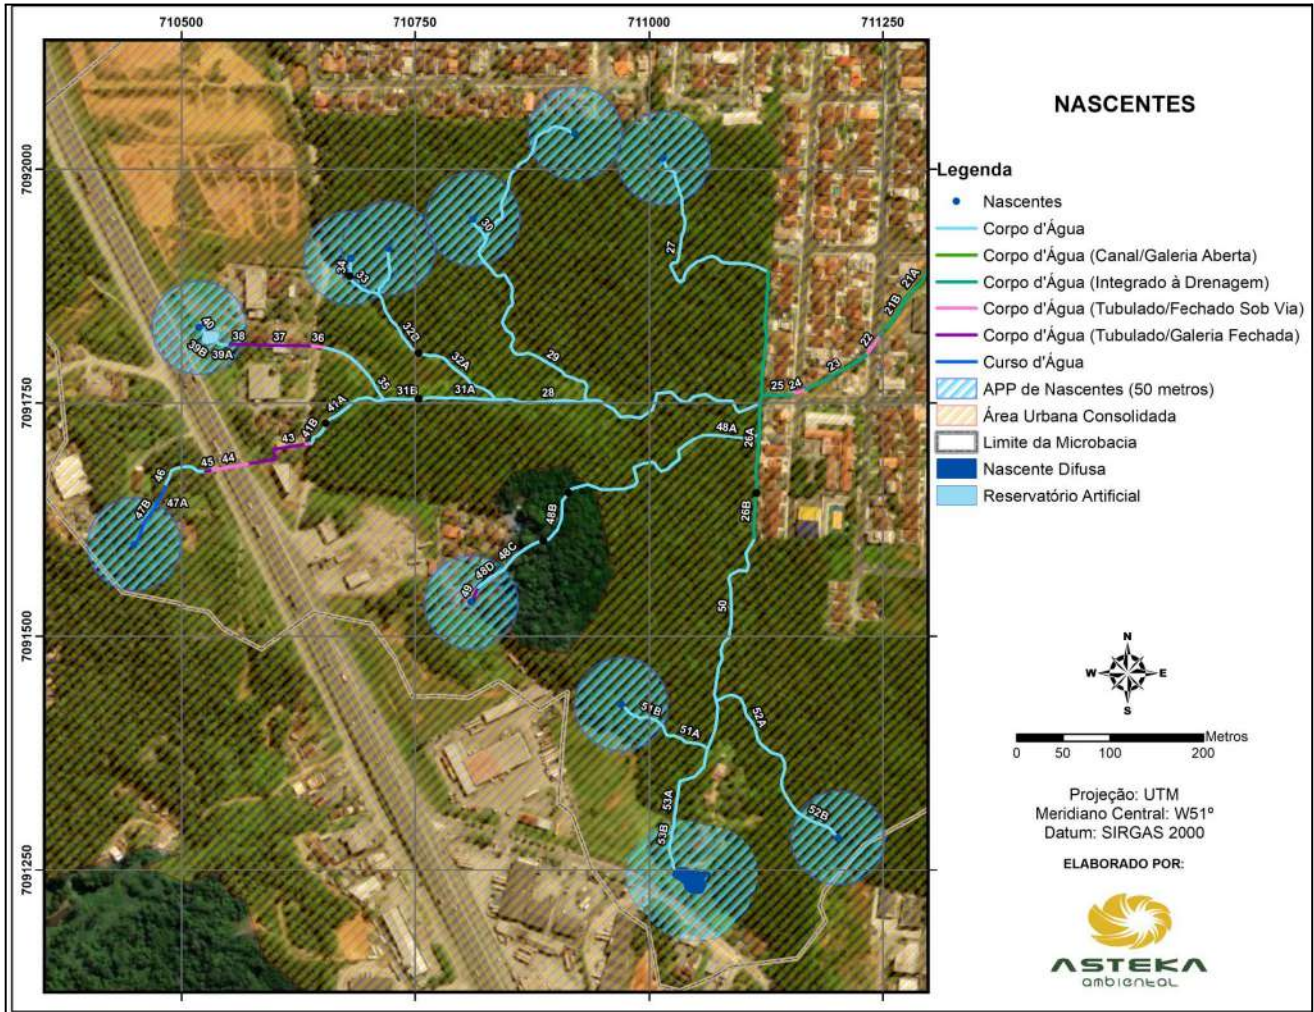 710500 710750 711000 711250
NASCENTES
7092000
7091750
7091500
7091250
Legenda
Nascentes
Corpo d'Água
Corpo d'Água (Canal/Galeria Aberta)
Corpo d'Água (Integrado à Drenagem)
Corpo d'Água (Tubulado/Fechado Sob Via)
Corpo d'Água (Tubulado/Galeria Fechada)
Curso d'Água
APP de Nascentes (50 metros)
Área Urbana Consolidada
Limite da Microbacia
Nascente Difusa
Reservatório Artificial
30
27
34
33
21A
21B
22
23
24
25
40
39B
39A
38
37
36
32B
32A
29
35
31B
31A
28
41A
41B
43
44
45
46
47A
47B
48A
26A
26B
48B
48C
48D
49
50
51B
51A
52A
52B
53A
53B
N
W E
S
Metros
0 50 100 200
Projeção: UTM
Meridiano Central: W51º
Datum: SIRGAS 2000
ELABORADO POR:
ASTEKA
ambiental